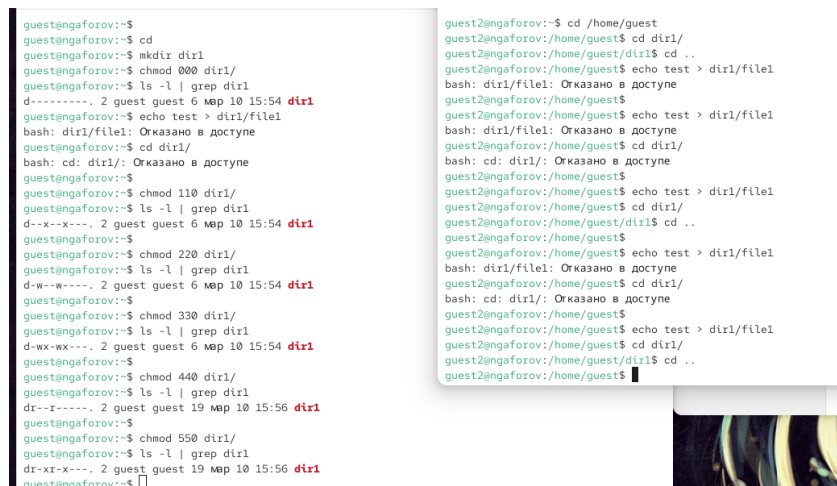 guest@ngaforov:~$
guest@ngaforov:~$ cd
guest@ngaforov:~$ mkdir dir1
guest@ngaforov:~$ chmod 000 dir1/
guest@ngaforov:~$ ls -l | grep dir1
d---------. 2 guest guest 6 мар 10 15:54 dir1
guest@ngaforov:~$ echo test > dir1/file1
bash: dir1/file1: Отказано в доступе
guest@ngaforov:~$ cd dir1/
bash: cd: dir1/: Отказано в доступе
guest@ngaforov:~$
guest@ngaforov:~$ chmod 110 dir1/
guest@ngaforov:~$ ls -l | grep dir1
d--x--x---. 2 guest guest 6 мар 10 15:54 dir1
guest@ngaforov:~$
guest@ngaforov:~$ chmod 220 dir1/
guest@ngaforov:~$ ls -l | grep dir1
d-w--w----. 2 guest guest 6 мар 10 15:54 dir1
guest@ngaforov:~$
guest@ngaforov:~$ chmod 330 dir1/
guest@ngaforov:~$ ls -l | grep dir1
d-wx-wx---. 2 guest guest 6 мар 10 15:54 dir1
guest@ngaforov:~$
guest@ngaforov:~$ chmod 440 dir1/
guest@ngaforov:~$ ls -l | grep dir1
dr--r-----. 2 guest guest 19 мар 10 15:56 dir1
guest@ngaforov:~$
guest@ngaforov:~$ chmod 550 dir1/
guest@ngaforov:~$ ls -l | grep dir1
dr-xr-x---. 2 guest guest 19 мар 10 15:56 dir1
guest@ngaforov:~$
guest2@ngaforov:~$ cd /home/guest
guest2@ngaforov:/home/guest$ cd dir1/
guest2@ngaforov:/home/guest/dir1$ cd ..
guest2@ngaforov:/home/guest$ echo test > dir1/file1
bash: dir1/file1: Отказано в доступе
guest2@ngaforov:/home/guest$
guest2@ngaforov:/home/guest$ echo test > dir1/file1
bash: dir1/file1: Отказано в доступе
guest2@ngaforov:/home/guest$ cd dir1/
bash: cd: dir1/: Отказано в доступе
guest2@ngaforov:/home/guest$
guest2@ngaforov:/home/guest$ echo test > dir1/file1
guest2@ngaforov:/home/guest$ cd dir1/
guest2@ngaforov:/home/guest/dir1$ cd ..
guest2@ngaforov:/home/guest$
guest2@ngaforov:/home/guest$ echo test > dir1/file1
bash: dir1/file1: Отказано в доступе
guest2@ngaforov:/home/guest$ cd dir1/
bash: cd: dir1/: Отказано в доступе
guest2@ngaforov:/home/guest$
guest2@ngaforov:/home/guest$ echo test > dir1/file1
guest2@ngaforov:/home/guest$ cd dir1/
guest2@ngaforov:/home/guest/dir1$ cd ..
guest2@ngaforov:/home/guest$